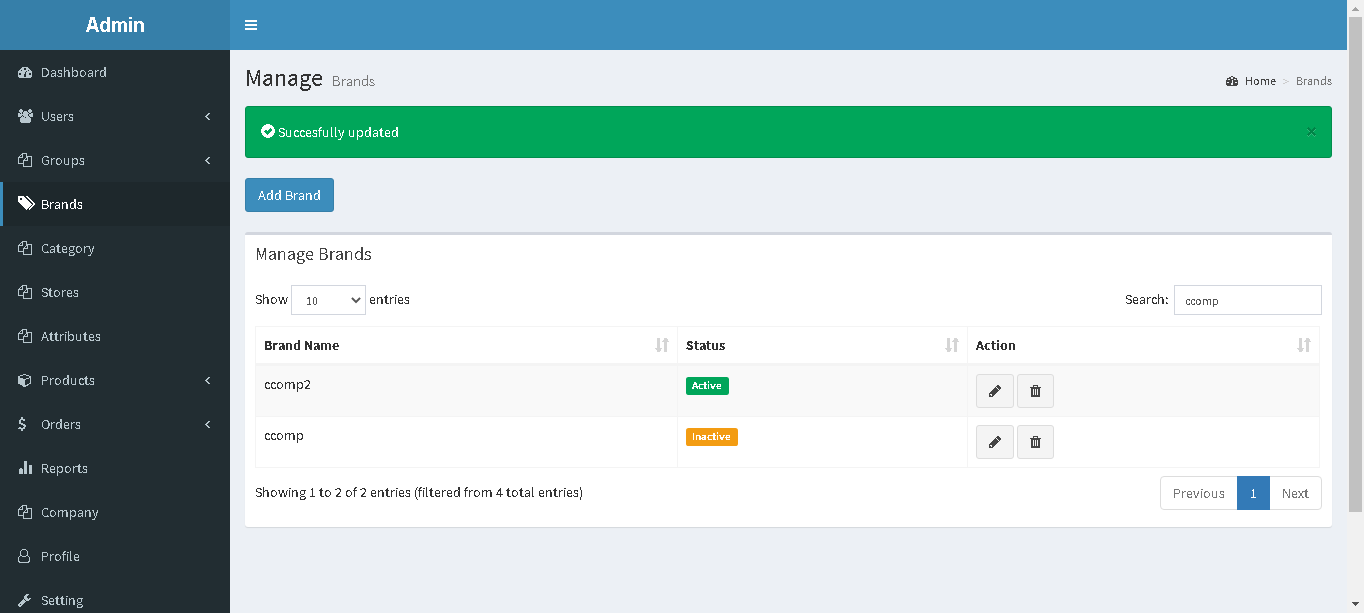 Admin
Dashboard
Users
Groups
Brands
Category
Stores
Attributes
Products
$ Orders
Reports
Company
Profile
Setting
Manage Brands
Home > Brands
Succesfully updated ×
Add Brand
Manage Brands
Show 10 entries
Search: ccomp
Brand Name Status Action
ccomp2 Active
ccomp Inactive
Showing 1 to 2 of 2 entries (filtered from 4 total entries)
Previous 1 Next